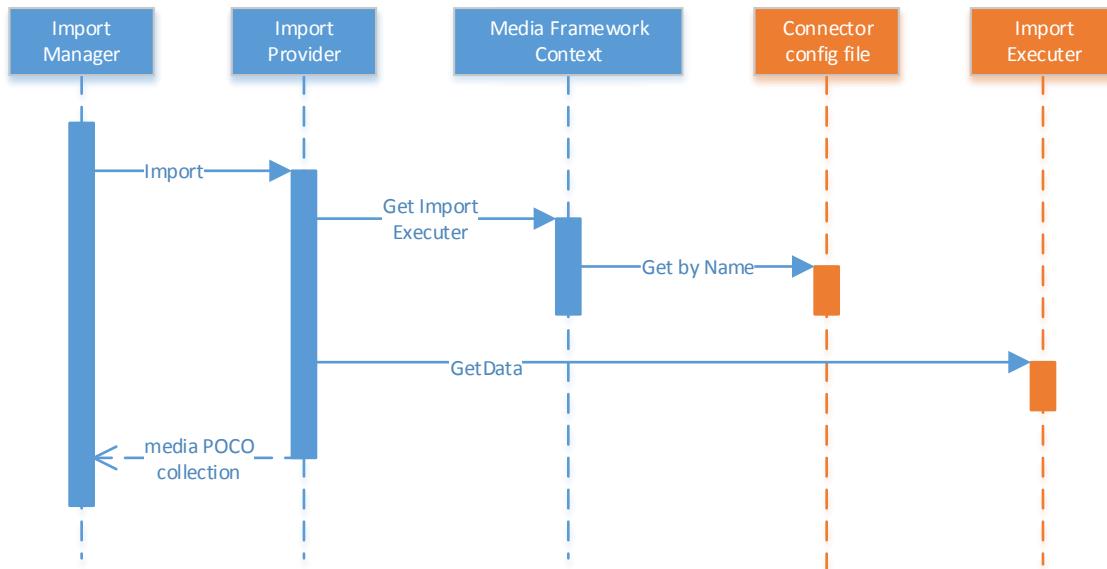 Import
Manager
Import
Provider
Media Framework
Context
Connector
config file
Import
Executer
Import
Get Import
Executer
Get by Name
GetData
media POCO
collection